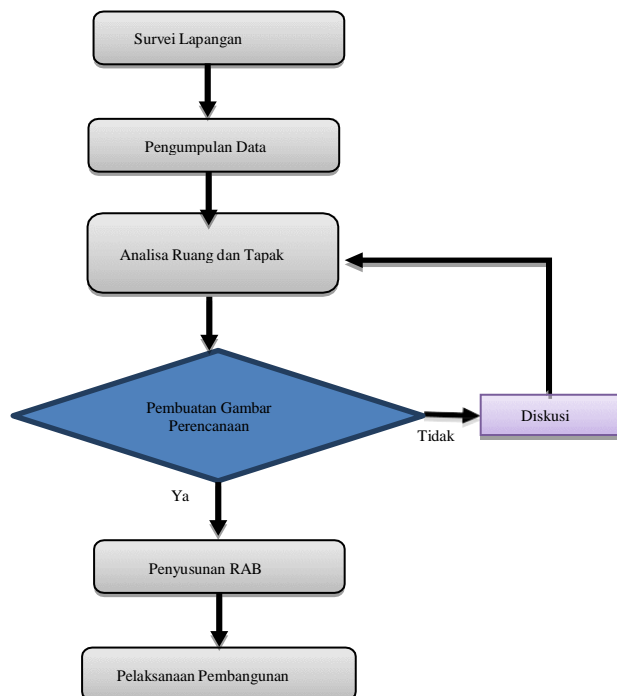 Survei Lapangan
Pengumpulan Data
Analisa Ruang dan Tapak
Pembuatan Gambar
Perencanaan
Tidak
Diskusi
Ya
Penyusunan RAB
Pelaksanaan Pembangunan